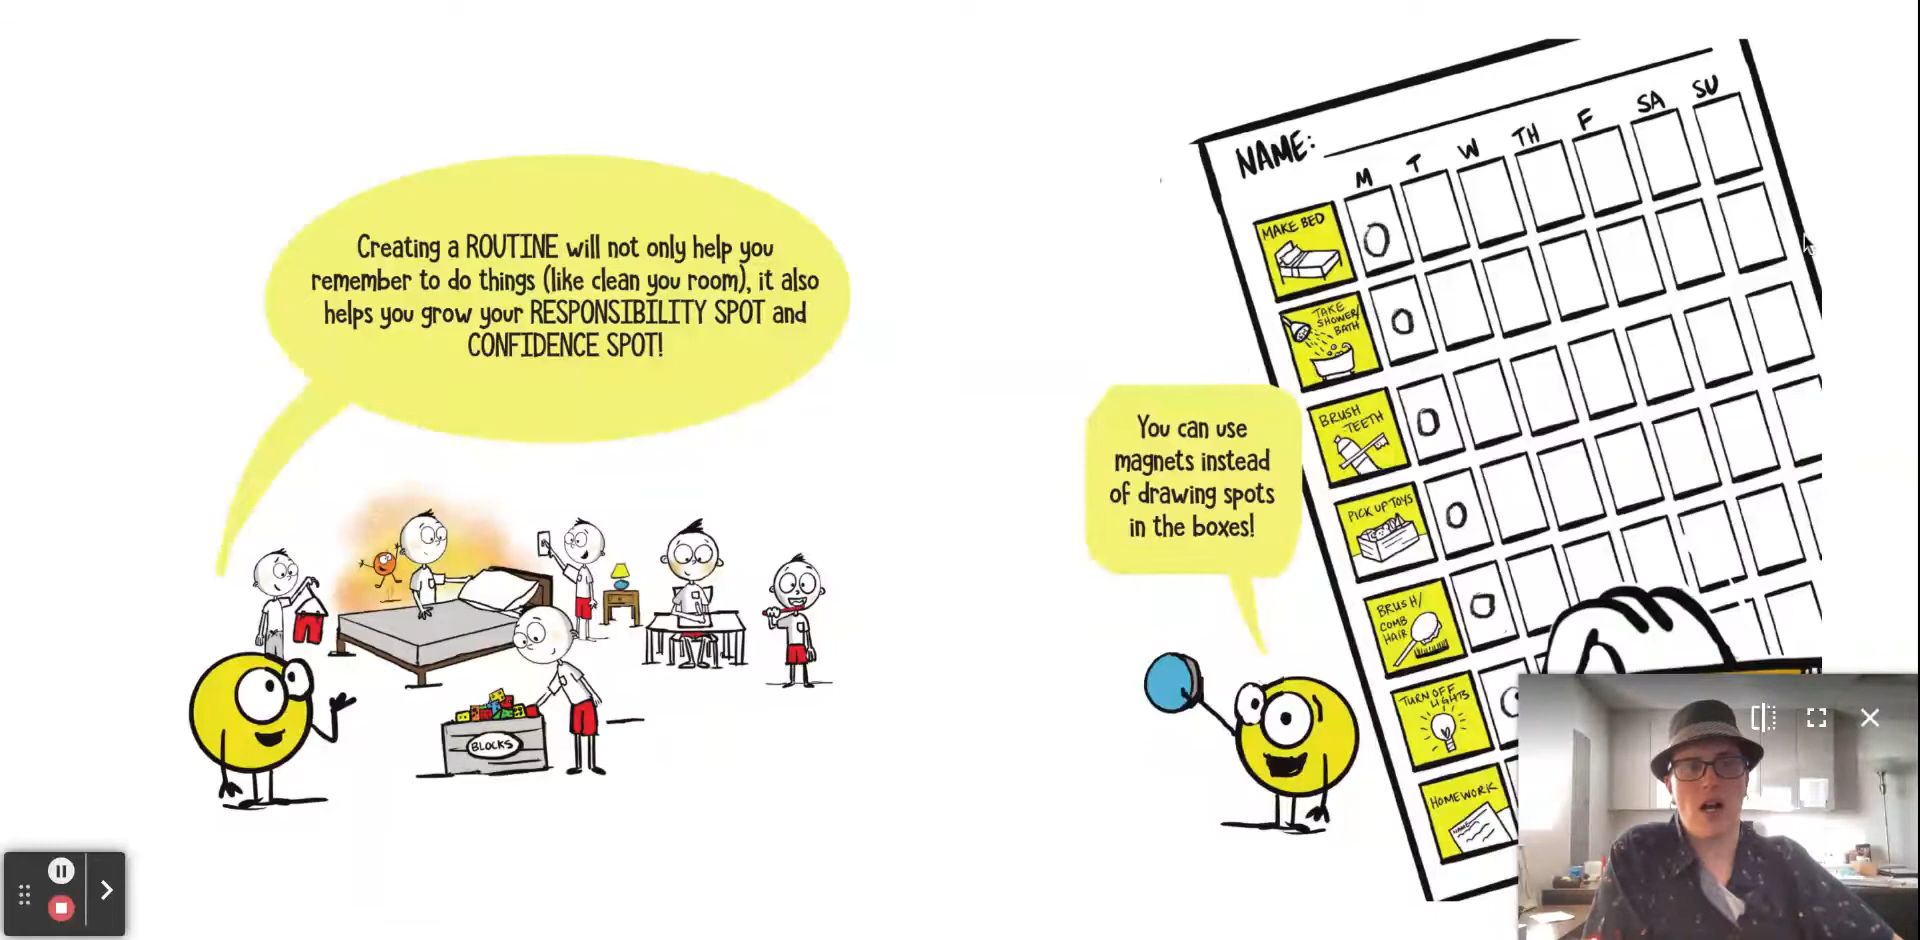 Creating a ROUTINE will not only help you
remember to do things (like clean you room), it also
helps you grow your RESPONSIBILITY SPOT and
CONFIDENCE SPOT!
BLOCKS
You can use
magnets instead
of drawing spots
in the boxes!
NAME:
M T W TH F SA SU
MAKE BED
TAKE
SHOWER/
BATH
BRUSH
TEETH
PICK UP TOYS
BRUSH/
COMB
HAIR
TURN OFF
LIGHTS
HOMEWORK
NAME